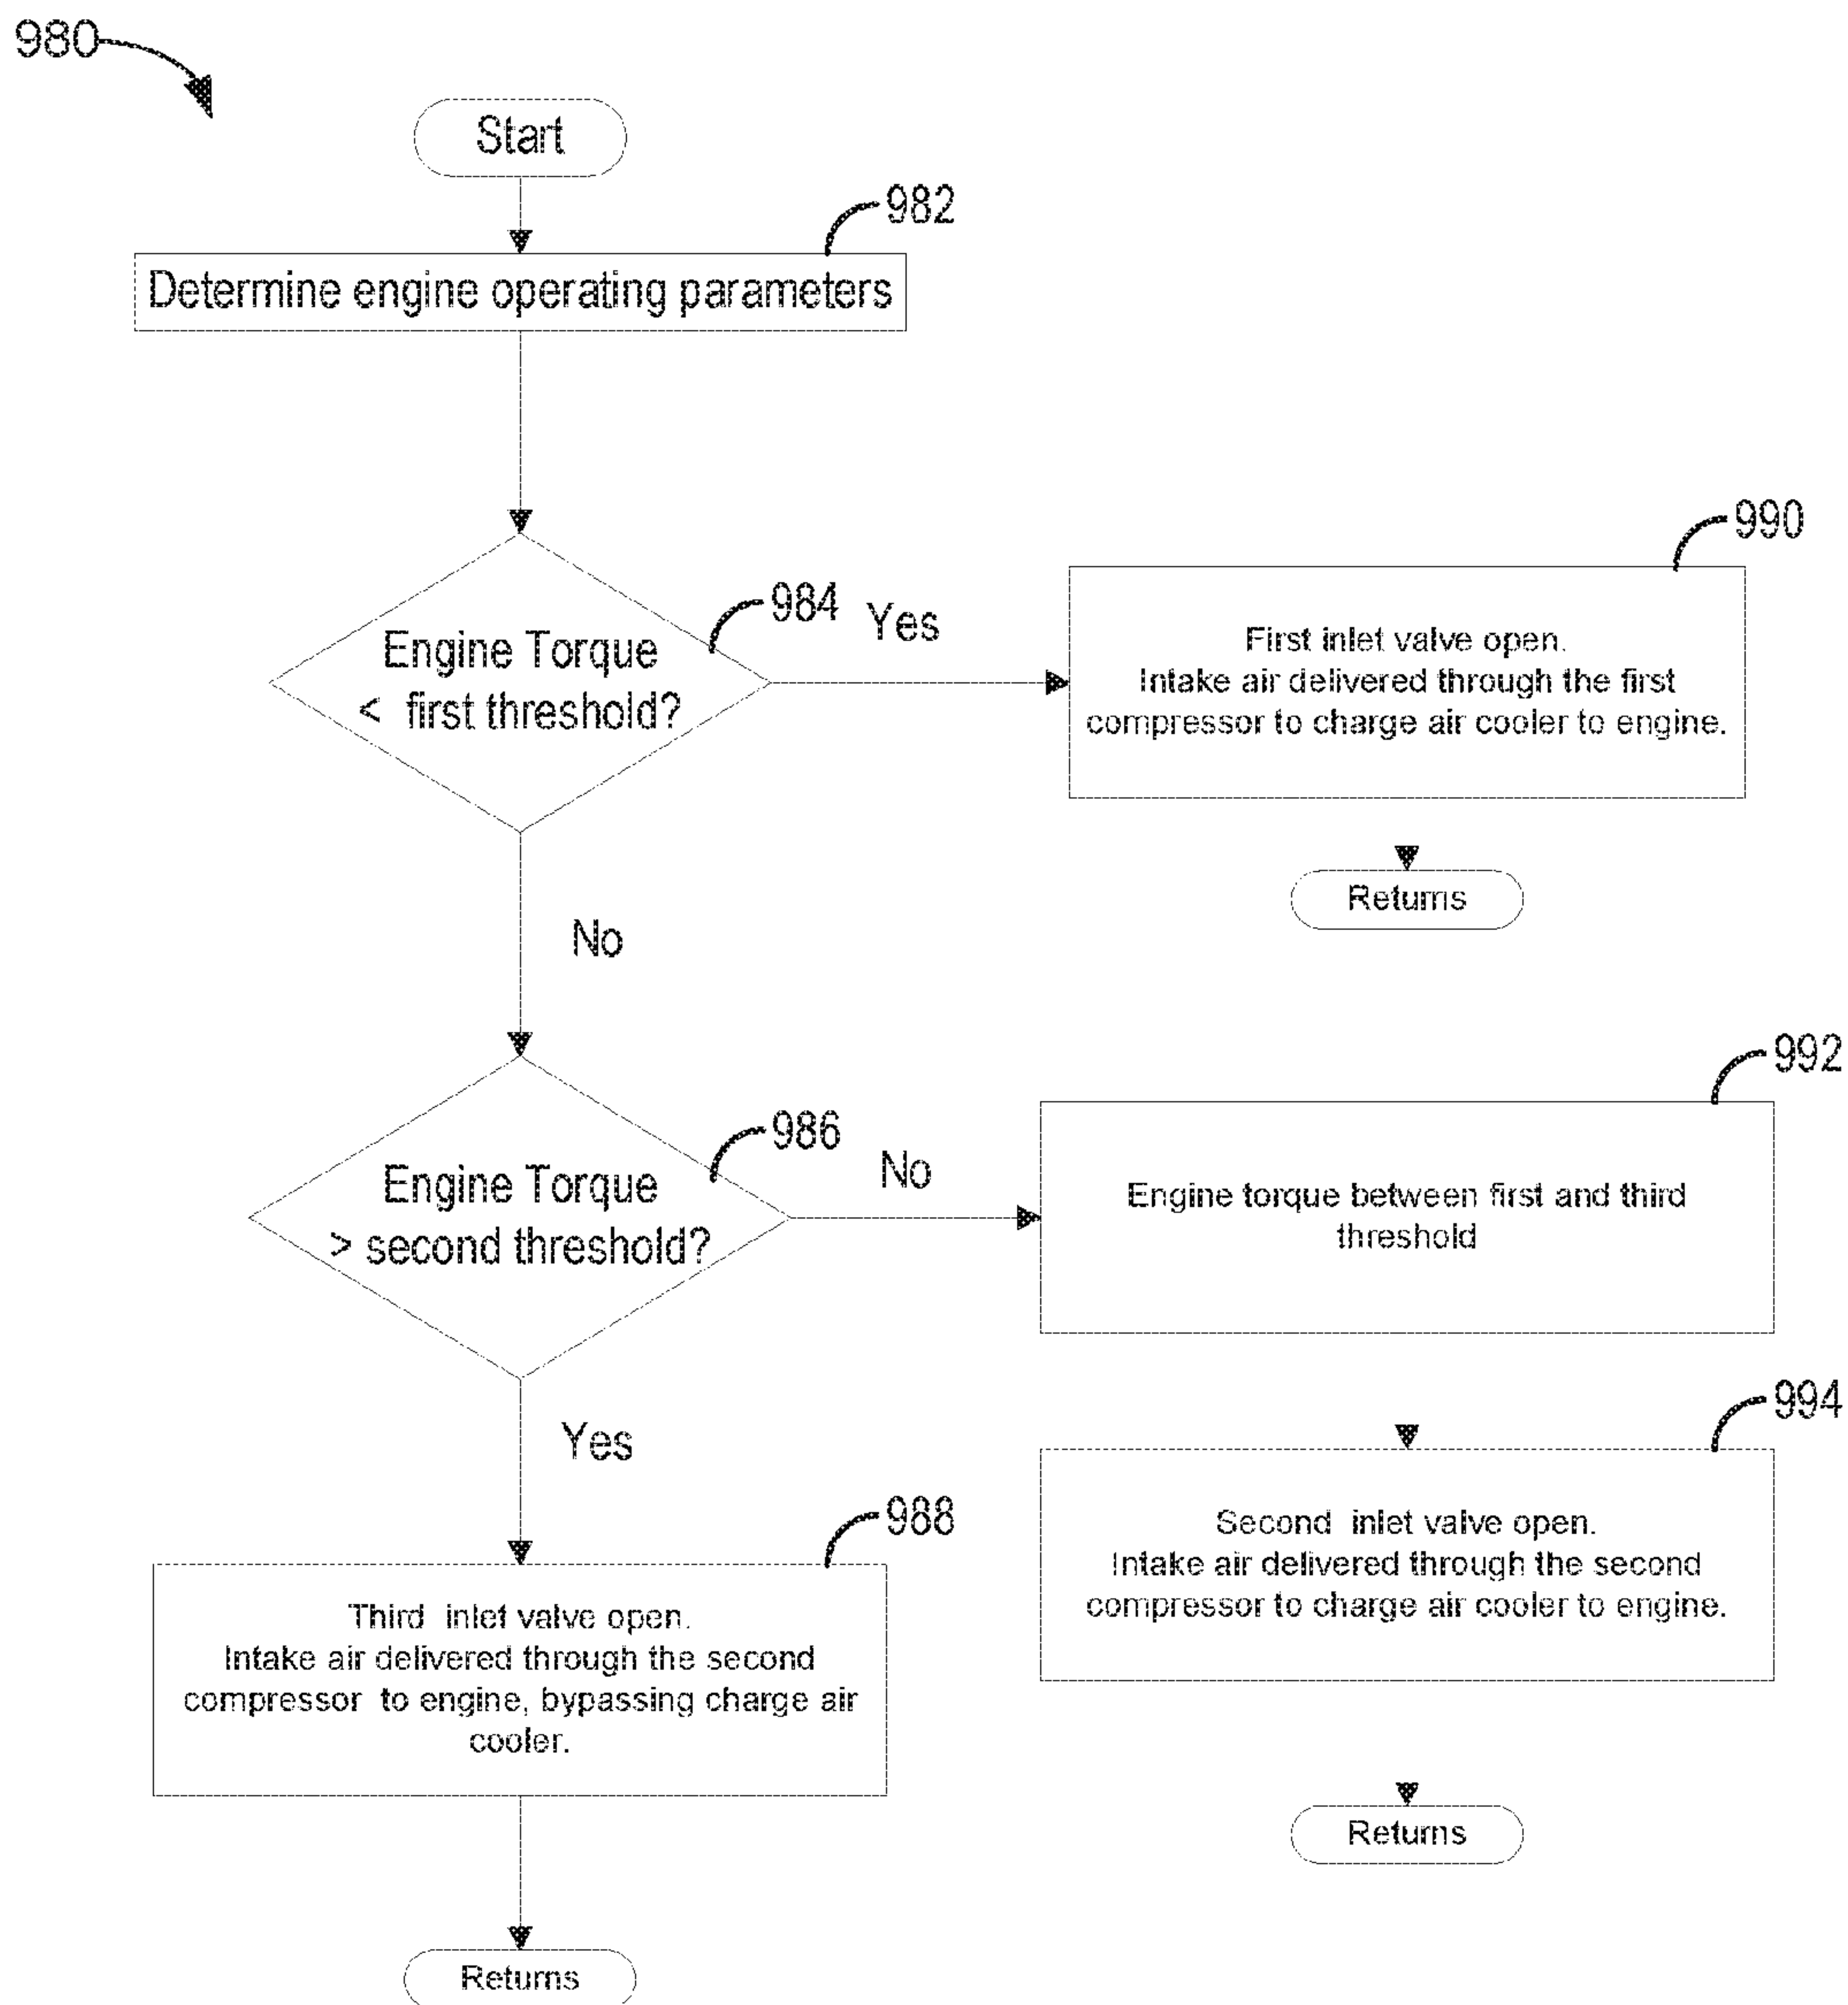 980
Start
982
Determine engine operating parameters
990
984
Yes
Engine Torque
< first threshold?
First inlet valve open.
Intake air delivered through the first
compressor to charge air cooler to engine.
Returns
No
992
986
No
Engine Torque
> second threshold?
Engine torque between first and third
threshold
994
Yes
988
Second inlet valve open.
Intake air delivered through the second
compressor to charge air cooler to engine.
Third inlet valve open.
Intake air delivered through the second
compressor to engine, bypassing charge air
cooler.
Returns
Returns